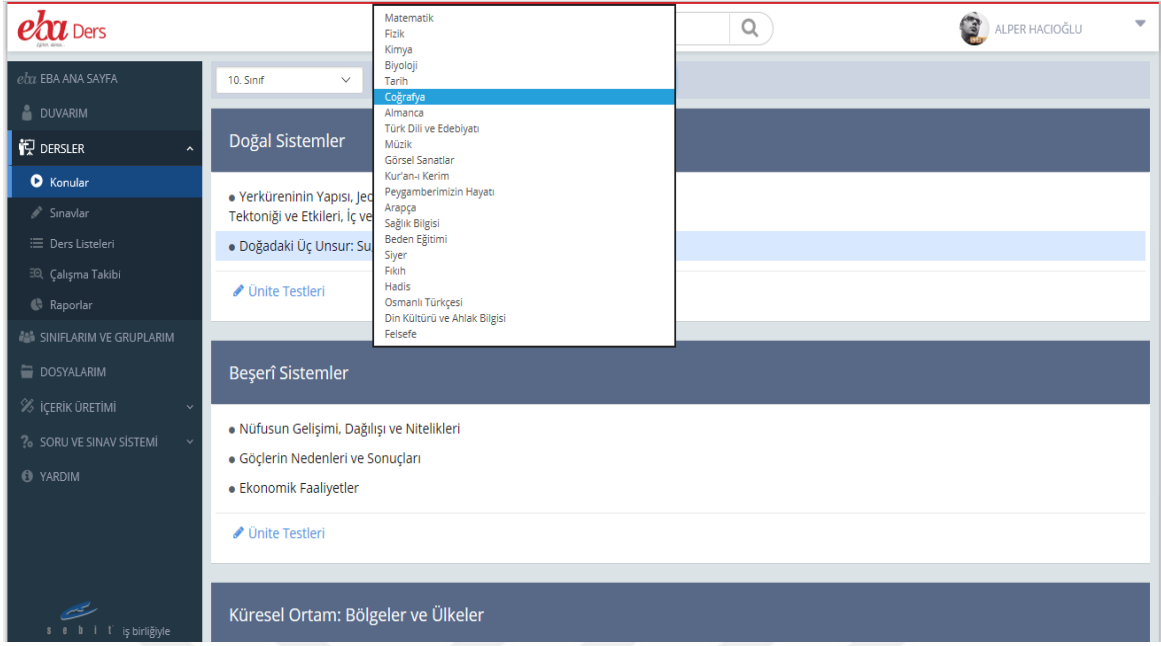 eba Ders
ALPER HACIOĞLU
eba EBA ANA SAYFA
DUVARIM
DERSLER
Konular
Sınavlar
Ders Listeleri
Çalışma Takibi
Raporlar
SINIFLARIM VE GRUPLARIM
DOSYALARIM
İÇERİK ÜRETİMİ
SORU VE SINAV SİSTEMİ
YARDIM
sebit işbirliğiyle
10. Sınıf
Matematik
Fizik
Kimya
Biyoloji
Tarih
Coğrafya
Almanca
Türk Dili ve Edebiyatı
Müzik
Görsel Sanatlar
Kur'an-ı Kerim
Peygamberimizin Hayatı
Arapça
Sağlık Bilgisi
Beden Eğitimi
Siyer
Fıkıh
Hadis
Osmanlı Türkçesi
Din Kültürü ve Ahlak Bilgisi
Felsefe
Doğal Sistemler
Yerküreninin Yapısı, Jeo
Tektoniği ve Etkileri, İç ve
Doğadaki Üç Unsur: Su,
Ünite Testleri
Beşerî Sistemler
Nüfusun Gelişimi, Dağılışı ve Nitelikleri
Göçlerin Nedenleri ve Sonuçları
Ekonomik Faaliyetler
Ünite Testleri
Küresel Ortam: Bölgeler ve Ülkeler